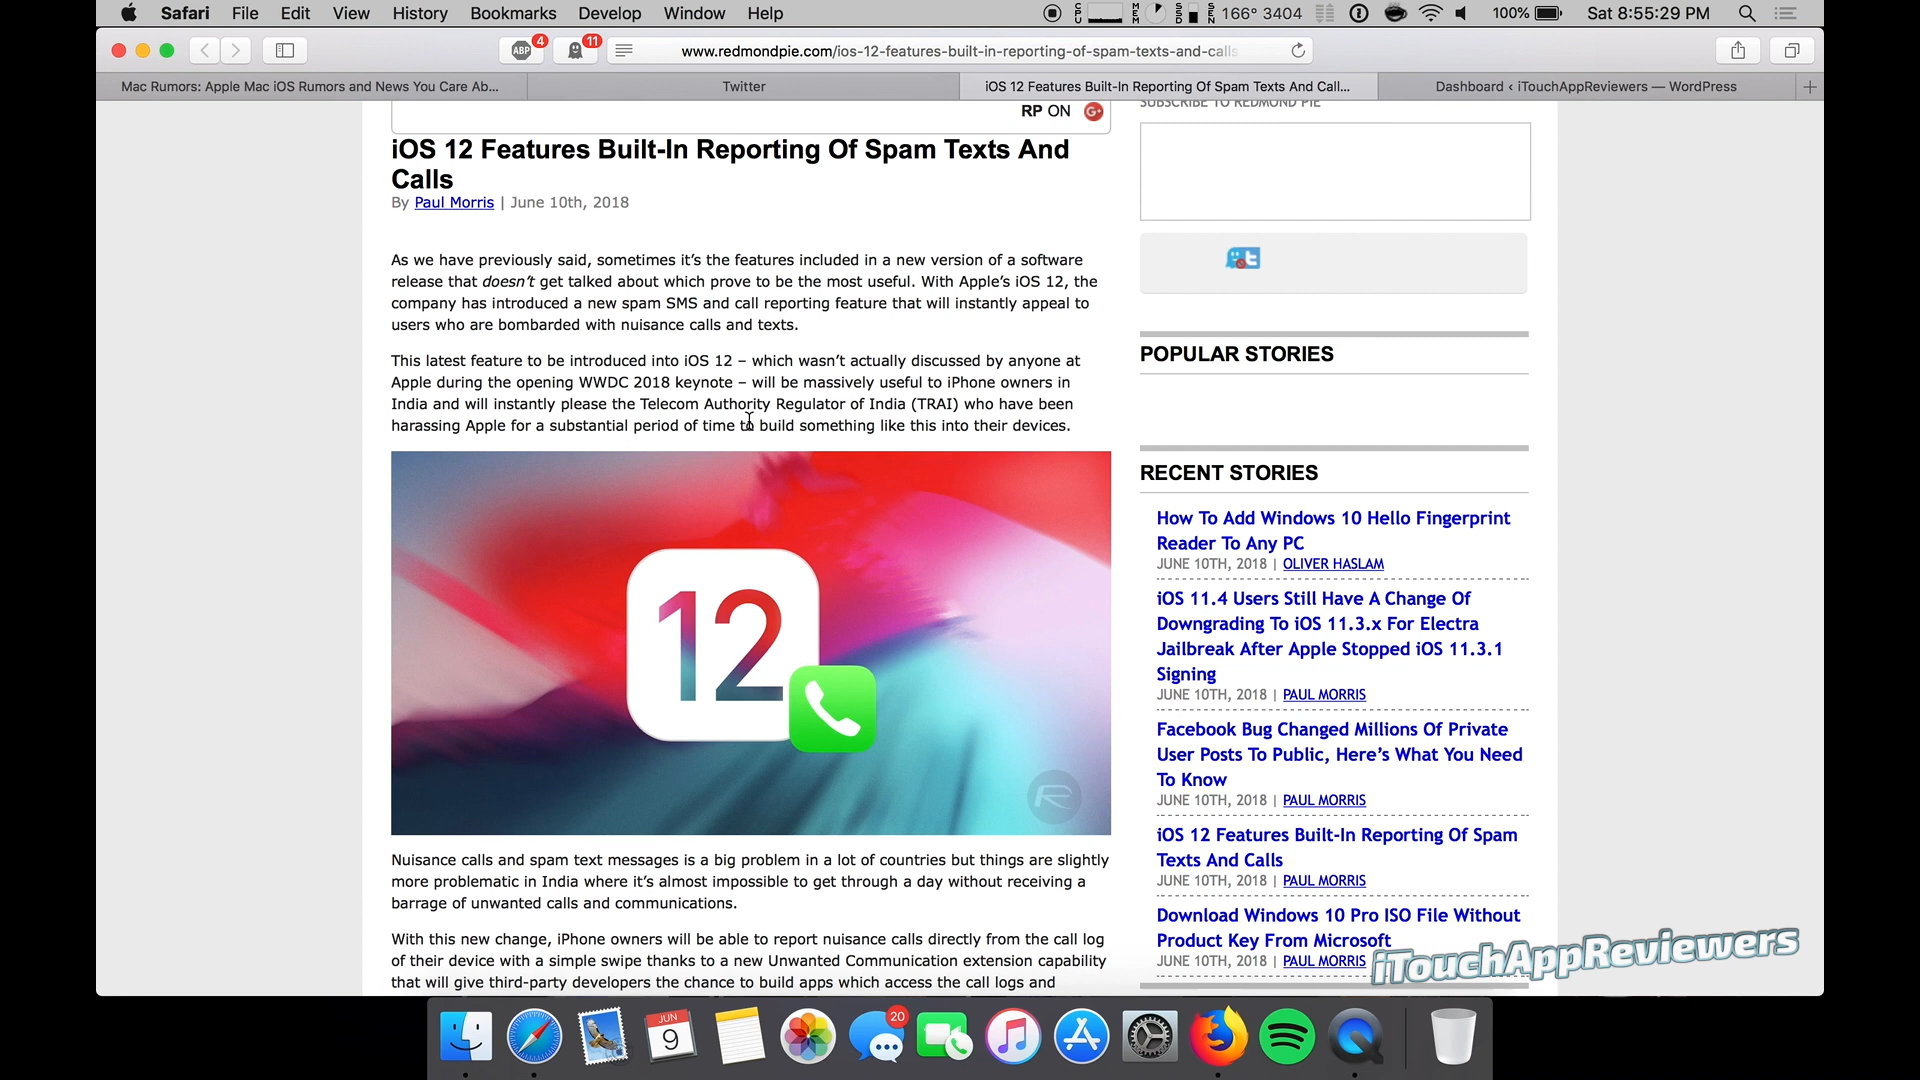 Safari File Edit View History Bookmarks Develop Window Help
CPU MEM SSD SEN 166° 3404 100% Sat 8:55:29 PM
ABP 4 11 www.redmondpie.com/ios-12-features-built-in-reporting-of-spam-texts-and-calls
Mac Rumors: Apple Mac iOS Rumors and News You Care Ab... Twitter iOS 12 Features Built-In Reporting Of Spam Texts And Call... Dashboard ‹ iTouchAppReviewers — WordPress
RP ON G+
SUBSCRIBE TO REDMOND PIE
iOS 12 Features Built-In Reporting Of Spam Texts And
Calls
By Paul Morris | June 10th, 2018
As we have previously said, sometimes it's the features included in a new version of a software
release that doesn't get talked about which prove to be the most useful. With Apple's iOS 12, the
company has introduced a new spam SMS and call reporting feature that will instantly appeal to
users who are bombarded with nuisance calls and texts.
This latest feature to be introduced into iOS 12 – which wasn't actually discussed by anyone at
Apple during the opening WWDC 2018 keynote – will be massively useful to iPhone owners in
India and will instantly please the Telecom Authority Regulator of India (TRAI) who have been
harassing Apple for a substantial period of time to build something like this into their devices.
12
R
Nuisance calls and spam text messages is a big problem in a lot of countries but things are slightly
more problematic in India where it's almost impossible to get through a day without receiving a
barrage of unwanted calls and communications.
With this new change, iPhone owners will be able to report nuisance calls directly from the call log
of their device with a simple swipe thanks to a new Unwanted Communication extension capability
that will give third-party developers the chance to build apps which access the call logs and
POPULAR STORIES
RECENT STORIES
How To Add Windows 10 Hello Fingerprint
Reader To Any PC
JUNE 10TH, 2018 | OLIVER HASLAM
iOS 11.4 Users Still Have A Change Of
Downgrading To iOS 11.3.x For Electra
Jailbreak After Apple Stopped iOS 11.3.1
Signing
JUNE 10TH, 2018 | PAUL MORRIS
Facebook Bug Changed Millions Of Private
User Posts To Public, Here's What You Need
To Know
JUNE 10TH, 2018 | PAUL MORRIS
iOS 12 Features Built-In Reporting Of Spam
Texts And Calls
JUNE 10TH, 2018 | PAUL MORRIS
Download Windows 10 Pro ISO File Without
Product Key From Microsoft
JUNE 10TH, 2018 | PAUL MORRIS
iTouchAppReviewers
JUN
9
20